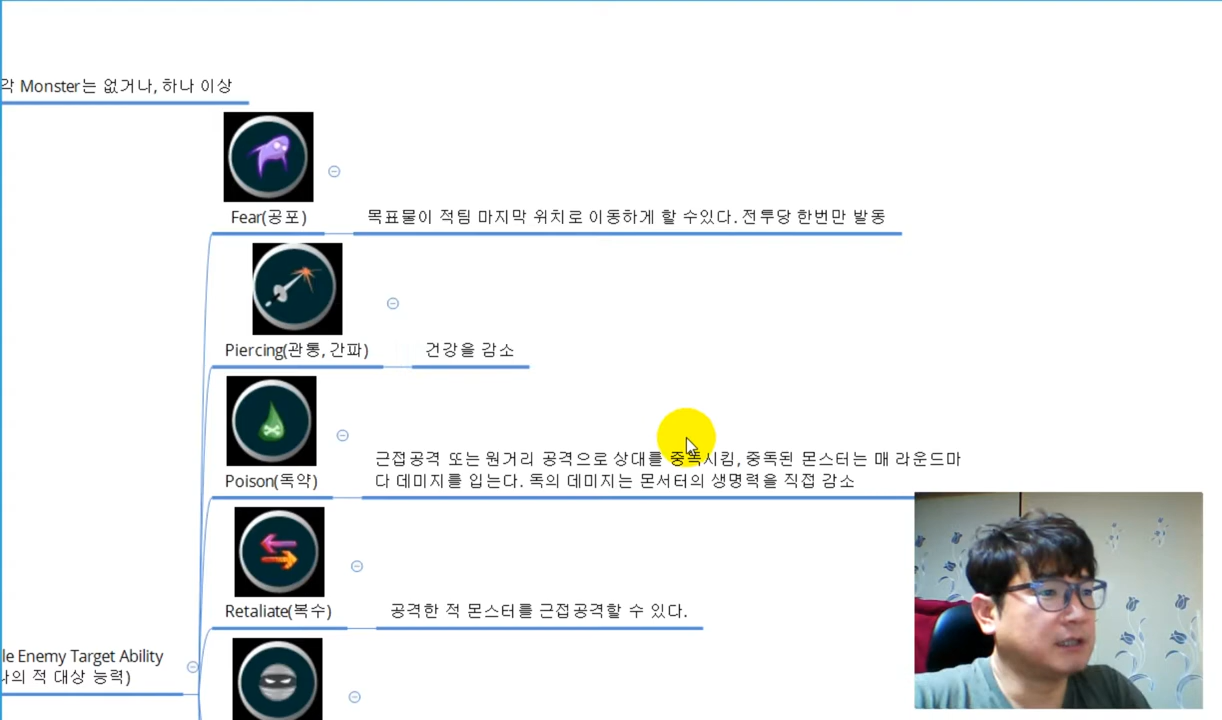 각 Monster는 없거나, 하나 이상
Fear(공포)
목표물이 적팀 마지막 위치로 이동하게 할 수있다. 전투당 한번만 발동
Piercing(관통, 간파)
건강을 감소
근접공격 또는 원거리 공격으로 상대를 중독시킴, 중독된 몬스터는 매 라운드마
다 데미지를 입는다. 독의 데미지는 몬서터의 생명력을 직접 감소
Poison(독약)
Retaliate(복수)
공격한 적 몬스터를 근접공격할 수 있다.
le Enemy Target Ability
나의 적 대상 능력)